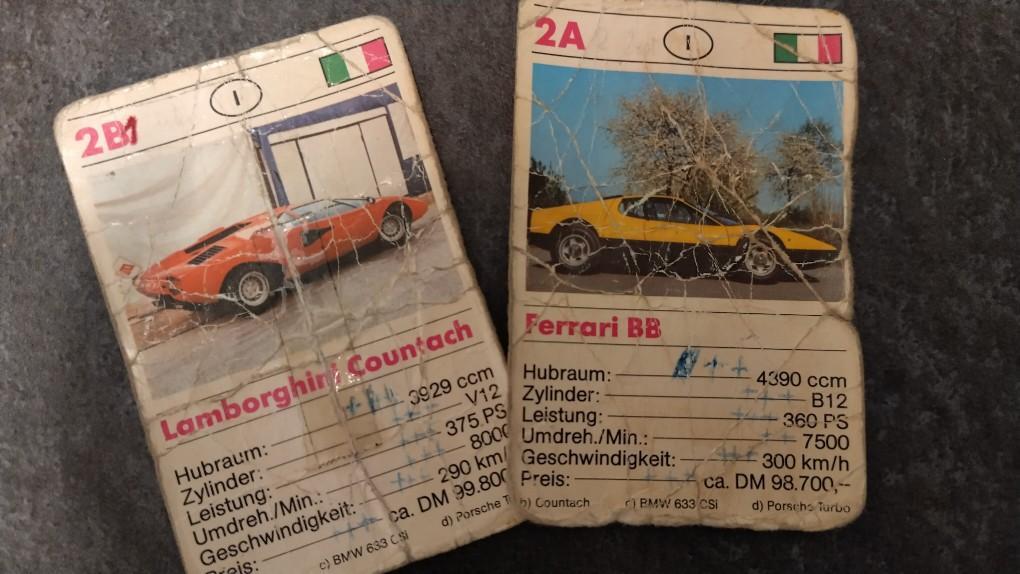 2B1
I
Lamborghini Countach
Hubraum: 3929 ccm
Zylinder: V12
Leistung: 375 PS
Umdreh./Min.: 8000
Geschwindigkeit: 290 km/
Preis: ca. DM 99.800
c) BMW 633 CSi d) Porsche T
2A
I
Ferrari BB
Hubraum: 4390 ccm
Zylinder: B12
Leistung: 360 PS
Umdreh./Min.: 7500
Geschwindigkeit: 300 km/h
Preis: ca. DM 98.700,--
b) Countach c) BMW 633 CSi d) Porsche Turbo